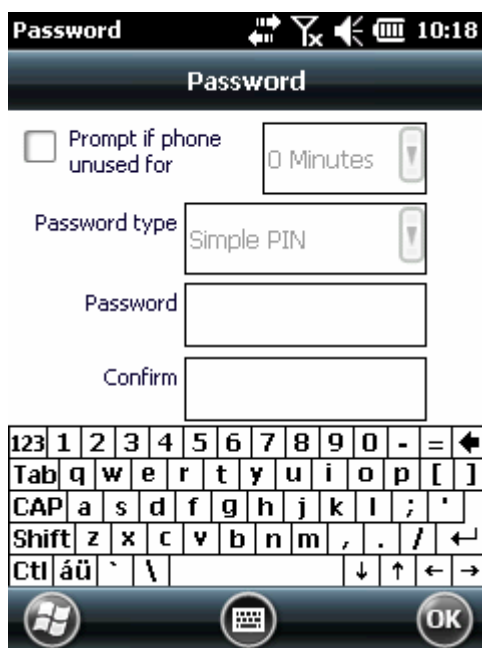 Password 10:18
Password
Prompt if phone
unused for
0 Minutes
Password type
Simple PIN
Password
Confirm
123 1 2 3 4 5 6 7 8 9 0 - =
Tab q w e r t y u i o p [ ]
CAP a s d f g h j k l ; '
Shift z x c v b n m , . /
Ctl áü ` \ ↓ ↑ ← →
OK